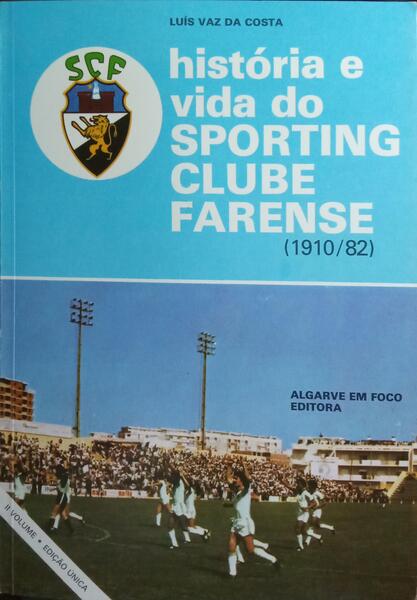 LUÍS VAZ DA COSTA
SCF
história e
vida do
SPORTING
CLUBE
FARENSE
(1910/82)
ALGARVE EM FOCO
EDITORA
II VOLUME • EDIÇÃO ÚNICA